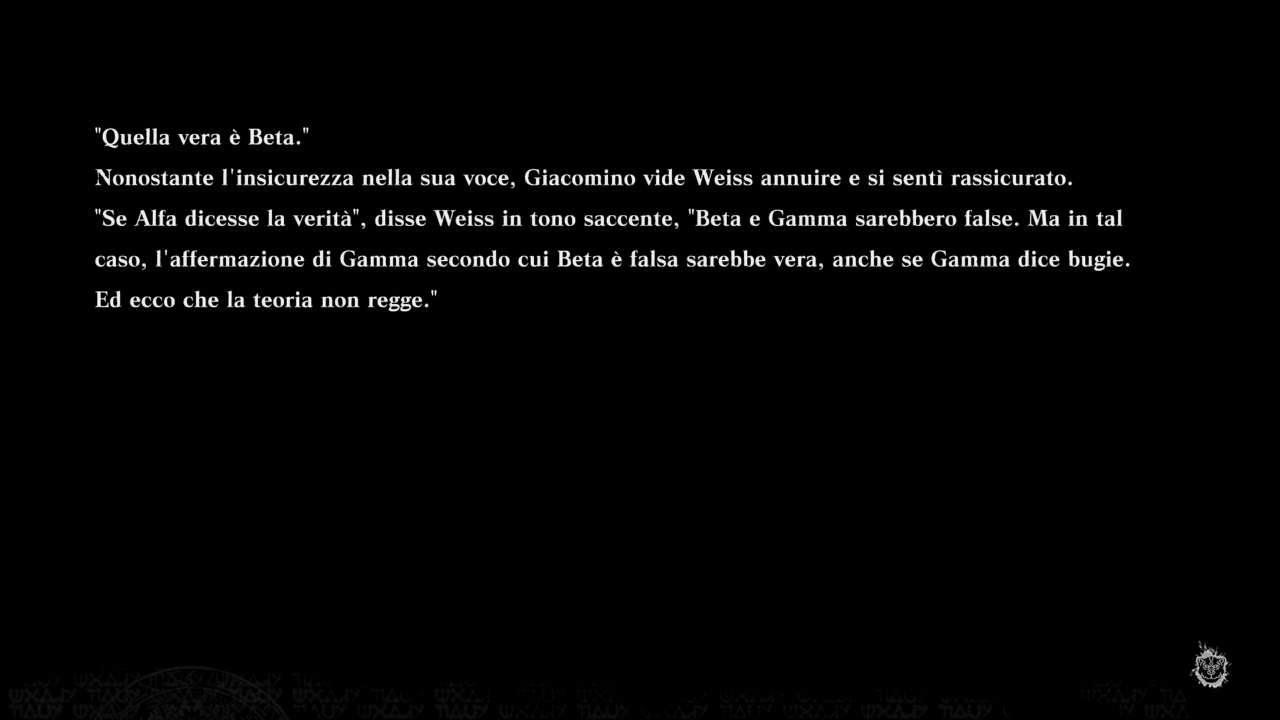 "Quella vera è Beta."
Nonostante l'insicurezza nella sua voce, Giacomino vide Weiss annuire e si sentì rassicurato.
"Se Alfa dicesse la verità", disse Weiss in tono saccente, "Beta e Gamma sarebbero false. Ma in tal
caso, l'affermazione di Gamma secondo cui Beta è falsa sarebbe vera, anche se Gamma dice bugie.
Ed ecco che la teoria non regge."